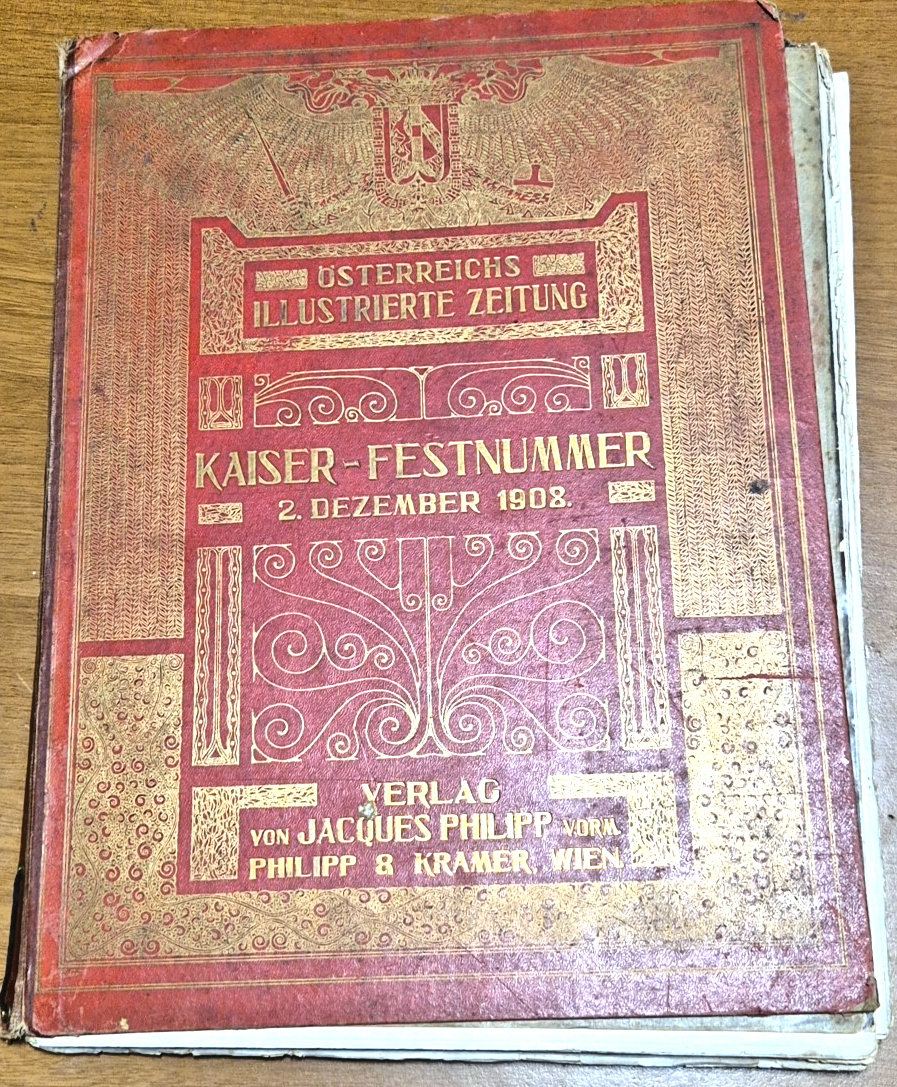 ÖSTERREICHS
ILLUSTRIERTE ZEITUNG
KAISER-FESTNUMMER
2. DEZEMBER 1908.
VERLAG
VON JACQUES PHILIPP VORM.
PHILIPP & KRAMER, WIEN